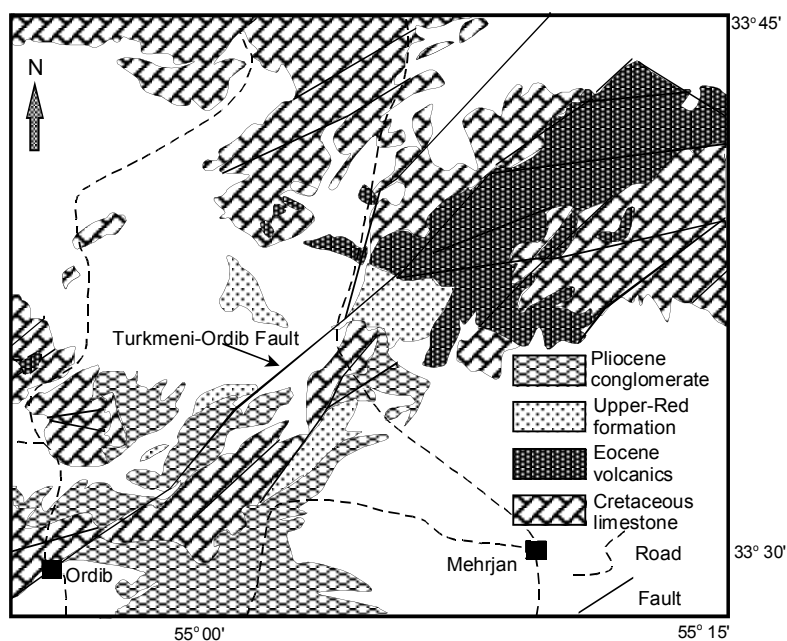 33° 45'
N
Turkmeni-Ordib Fault
Pliocene
conglomerate
Upper-Red
formation
Eocene
volcanics
Cretaceous
limestone
Mehrjan
Road
33° 30'
Ordib
Fault
55° 00'
55° 15'